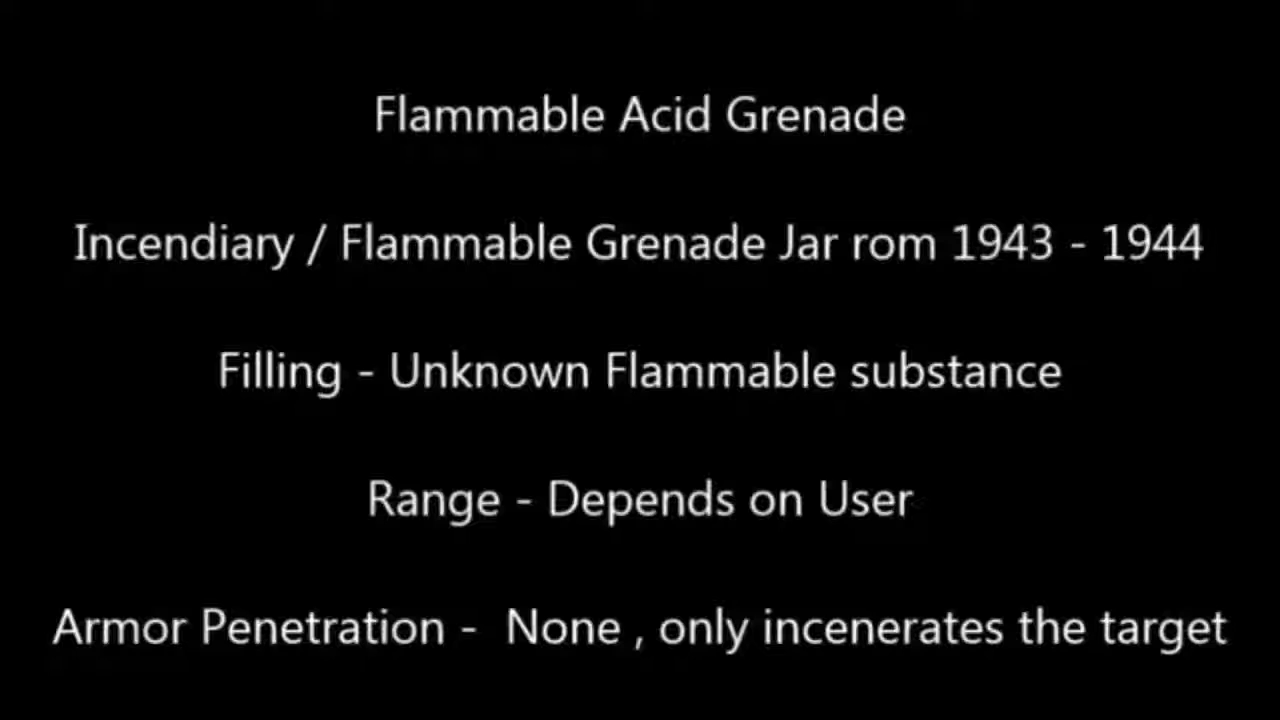 Flammable Acid Grenade
Incendiary / Flammable Grenade Jar rom 1943 - 1944
Filling - Unknown Flammable substance
Range - Depends on User
Armor Penetration -  None , only incenerates the target